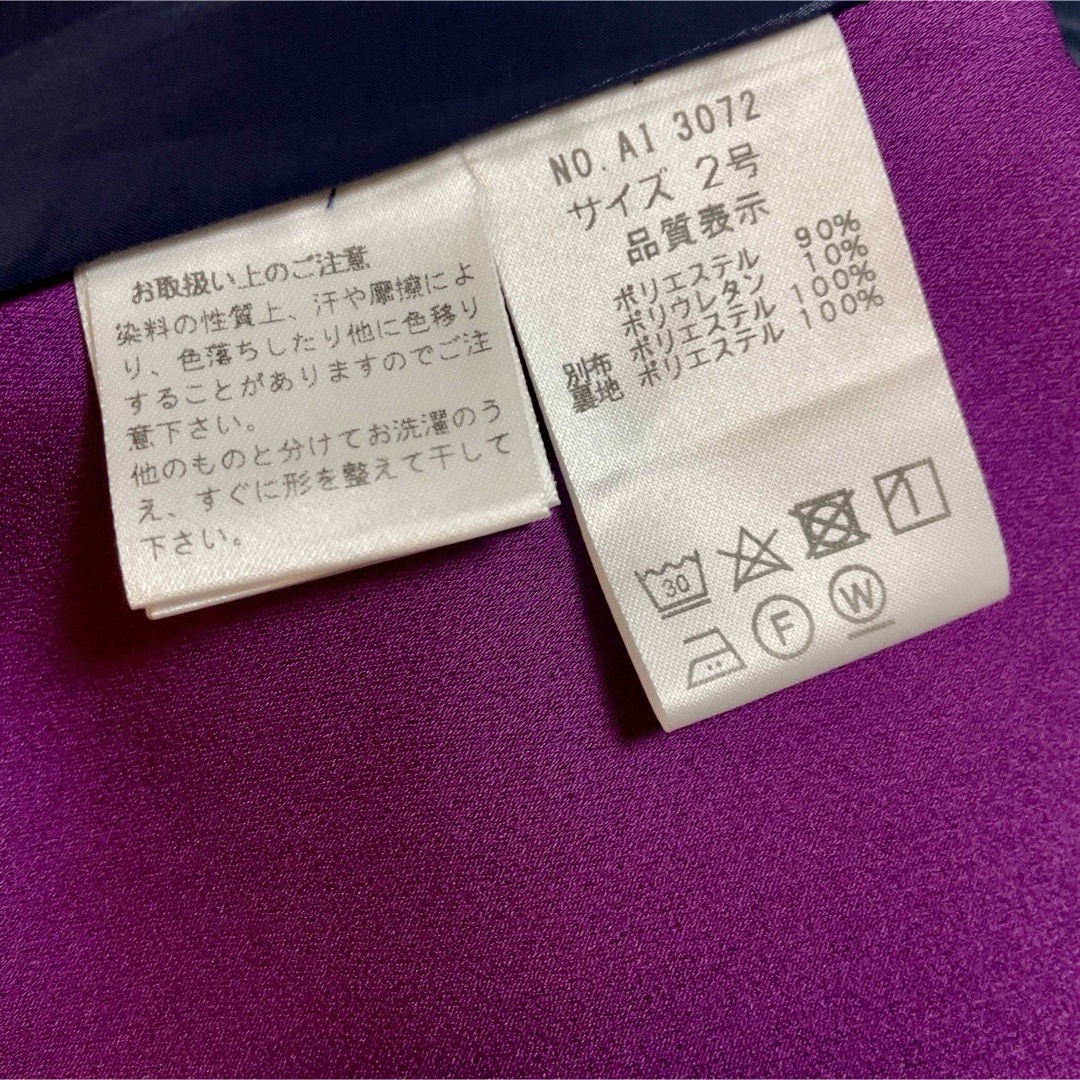 お取扱い上のご注意
染料の性質上、汗や摩擦によ
り、色落ちしたり他に色移り
することがありますのでご注
意下さい。
他のものと分けてお洗濯のう
え、すぐに形を整えて干して
下さい。
NO.AI 3072
サイズ 2号
品質表示
ポリエステル 90%
ポリウレタン 10%
別布 ポリエステル 100%
裏地 ポリエステル 100%
30
1
F
W